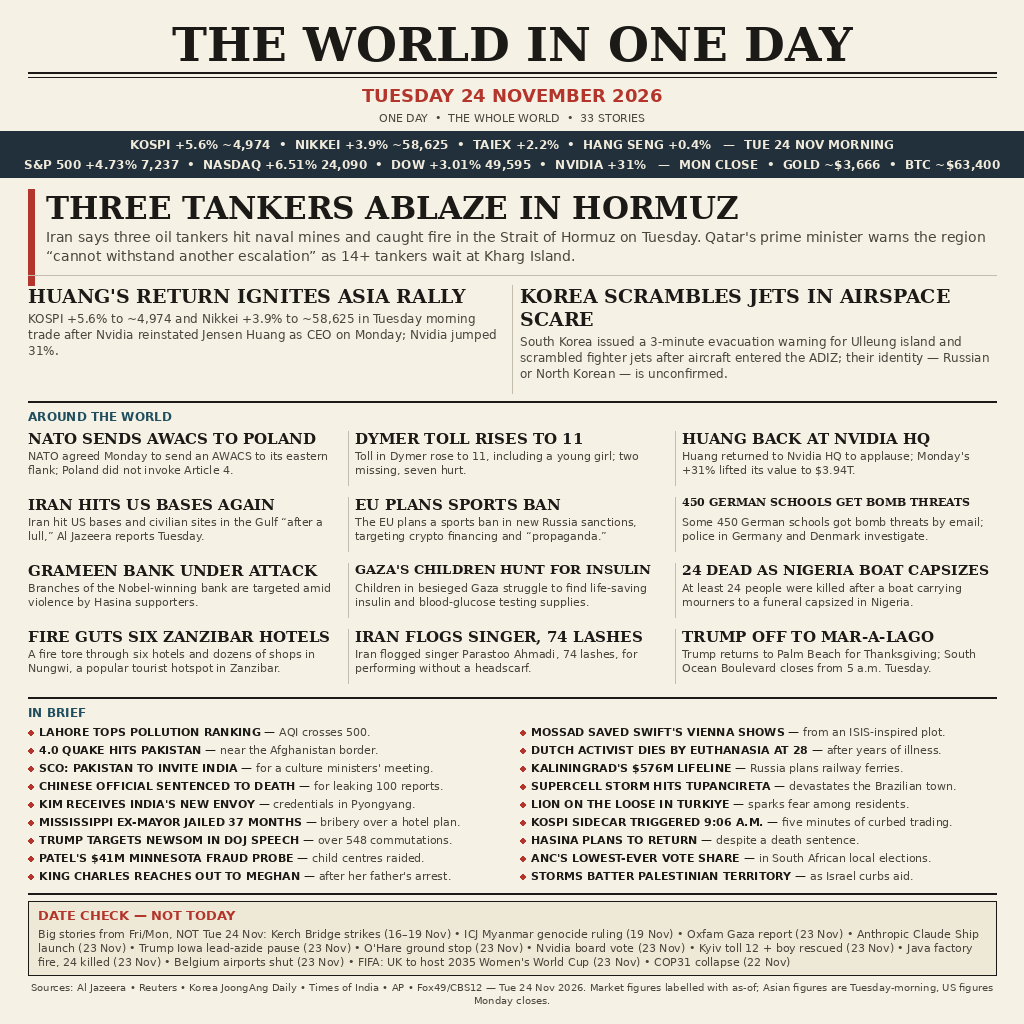 THE WORLD IN ONE DAY
TUESDAY 24 NOVEMBER 2026
ONE DAY • THE WHOLE WORLD • 33 STORIES
KOSPI +5.6% ~4,974 • NIKKEI +3.9% ~58,625 • TAIEX +2.2% • HANG SENG +0.4% — TUE 24 NOV MORNING
S&P 500 +4.73% 7,237 • NASDAQ +6.51% 24,090 • DOW +3.01% 49,595 • NVIDIA +31% — MON CLOSE • GOLD ~$3,666 • BTC ~$63,400
THREE TANKERS ABLAZE IN HORMUZ
Iran says three oil tankers hit naval mines and caught fire in the Strait of Hormuz on Tuesday. Qatar's prime minister warns the region
“cannot withstand another escalation” as 14+ tankers wait at Kharg Island.
HUANG'S RETURN IGNITES ASIA RALLY
KOSPI +5.6% to ~4,974 and Nikkei +3.9% to ~58,625 in Tuesday morning
trade after Nvidia reinstated Jensen Huang as CEO on Monday; Nvidia jumped
31%.
KOREA SCRAMBLES JETS IN AIRSPACE
SCARE
South Korea issued a 3-minute evacuation warning for Ulleung island and
scrambled fighter jets after aircraft entered the ADIZ; their identity — Russian
or North Korean — is unconfirmed.
AROUND THE WORLD
NATO SENDS AWACS TO POLAND
NATO agreed Monday to send an AWACS to its eastern
flank; Poland did not invoke Article 4.
DYMER TOLL RISES TO 11
Toll in Dymer rose to 11, including a young girl; two
missing, seven hurt.
HUANG BACK AT NVIDIA HQ
Huang returned to Nvidia HQ to applause; Monday's
+31% lifted its value to $3.94T.
IRAN HITS US BASES AGAIN
Iran hit US bases and civilian sites in the Gulf “after a
lull,” Al Jazeera reports Tuesday.
EU PLANS SPORTS BAN
The EU plans a sports ban in new Russia sanctions,
targeting crypto financing and “propaganda.”
450 GERMAN SCHOOLS GET BOMB THREATS
Some 450 German schools got bomb threats by email;
police in Germany and Denmark investigate.
GRAMEEN BANK UNDER ATTACK
Branches of the Nobel-winning bank are targeted amid
violence by Hasina supporters.
GAZA'S CHILDREN HUNT FOR INSULIN
Children in besieged Gaza struggle to find life-saving
insulin and blood-glucose testing supplies.
24 DEAD AS NIGERIA BOAT CAPSIZES
At least 24 people were killed after a boat carrying
mourners to a funeral capsized in Nigeria.
FIRE GUTS SIX ZANZIBAR HOTELS
A fire tore through six hotels and dozens of shops in
Nungwi, a popular tourist hotspot in Zanzibar.
IRAN FLOGS SINGER, 74 LASHES
Iran flogged singer Parastoo Ahmadi, 74 lashes, for
performing without a headscarf.
TRUMP OFF TO MAR-A-LAGO
Trump returns to Palm Beach for Thanksgiving; South
Ocean Boulevard closes from 5 a.m. Tuesday.
IN BRIEF
LAHORE TOPS POLLUTION RANKING — AQI crosses 500.
4.0 QUAKE HITS PAKISTAN — near the Afghanistan border.
SCO: PAKISTAN TO INVITE INDIA — for a culture ministers' meeting.
CHINESE OFFICIAL SENTENCED TO DEATH — for leaking 100 reports.
KIM RECEIVES INDIA'S NEW ENVOY — credentials in Pyongyang.
MISSISSIPPI EX-MAYOR JAILED 37 MONTHS — bribery over a hotel plan.
TRUMP TARGETS NEWSOM IN DOJ SPEECH — over 548 commutations.
PATEL'S $41M MINNESOTA FRAUD PROBE — child centres raided.
KING CHARLES REACHES OUT TO MEGHAN — after her father's arrest.
MOSSAD SAVED SWIFT'S VIENNA SHOWS — from an ISIS-inspired plot.
DUTCH ACTIVIST DIES BY EUTHANASIA AT 28 — after years of illness.
KALININGRAD'S $576M LIFELINE — Russia plans railway ferries.
SUPERCELL STORM HITS TUPANCIRETA — devastates the Brazilian town.
LION ON THE LOOSE IN TURKIYE — sparks fear among residents.
KOSPI SIDECAR TRIGGERED 9:06 A.M. — five minutes of curbed trading.
HASINA PLANS TO RETURN — despite a death sentence.
ANC'S LOWEST-EVER VOTE SHARE — in South African local elections.
STORMS BATTER PALESTINIAN TERRITORY — as Israel curbs aid.
DATE CHECK — NOT TODAY
Big stories from Fri/Mon, NOT Tue 24 Nov: Kerch Bridge strikes (16–19 Nov) • ICJ Myanmar genocide ruling (19 Nov) • Oxfam Gaza report (23 Nov) • Anthropic Claude Ship
launch (23 Nov) • Trump Iowa lead-azide pause (23 Nov) • O'Hare ground stop (23 Nov) • Nvidia board vote (23 Nov) • Kyiv toll 12 + boy rescued (23 Nov) • Java factory
fire, 24 killed (23 Nov) • Belgium airports shut (23 Nov) • FIFA: UK to host 2035 Women's World Cup (23 Nov) • COP31 collapse (22 Nov)
Sources: Al Jazeera • Reuters • Korea JoongAng Daily • Times of India • AP • Fox49/CBS12 — Tue 24 Nov 2026. Market figures labelled with as-of; Asian figures are Tuesday-morning, US figures
Monday closes.